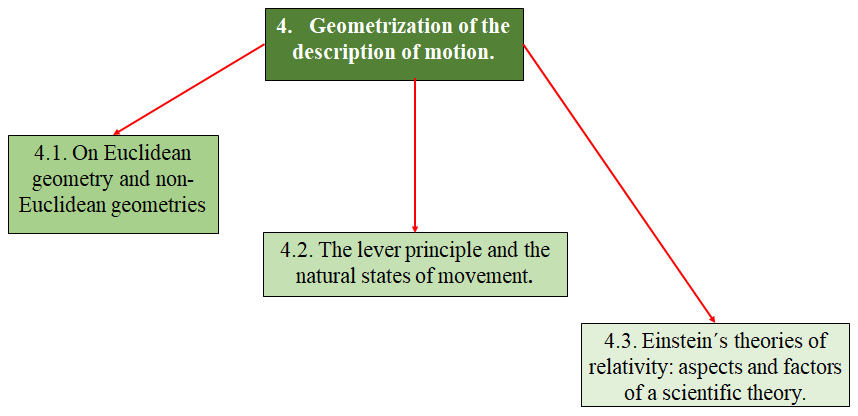 4. Geometrization of the
description of motion.
4.1. On Euclidean
geometry and non-
Euclidean geometries
4.2. The lever principle and the
natural states of movement.
4.3. Einstein´s theories of
relativity: aspects and factors
of a scientific theory.